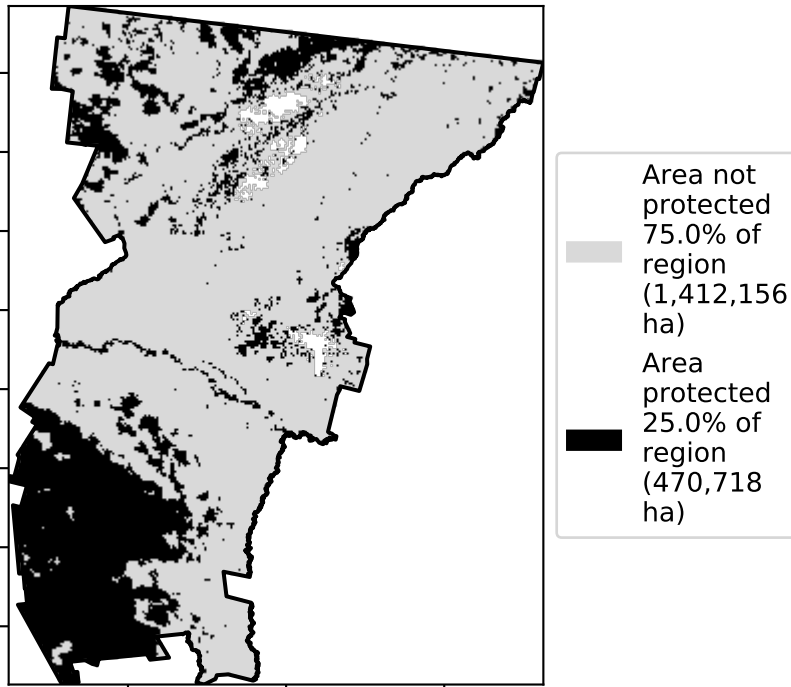 Area not
protected
75.0% of
region
(1,412,156
ha)
Area
protected
25.0% of
region
(470,718
ha)